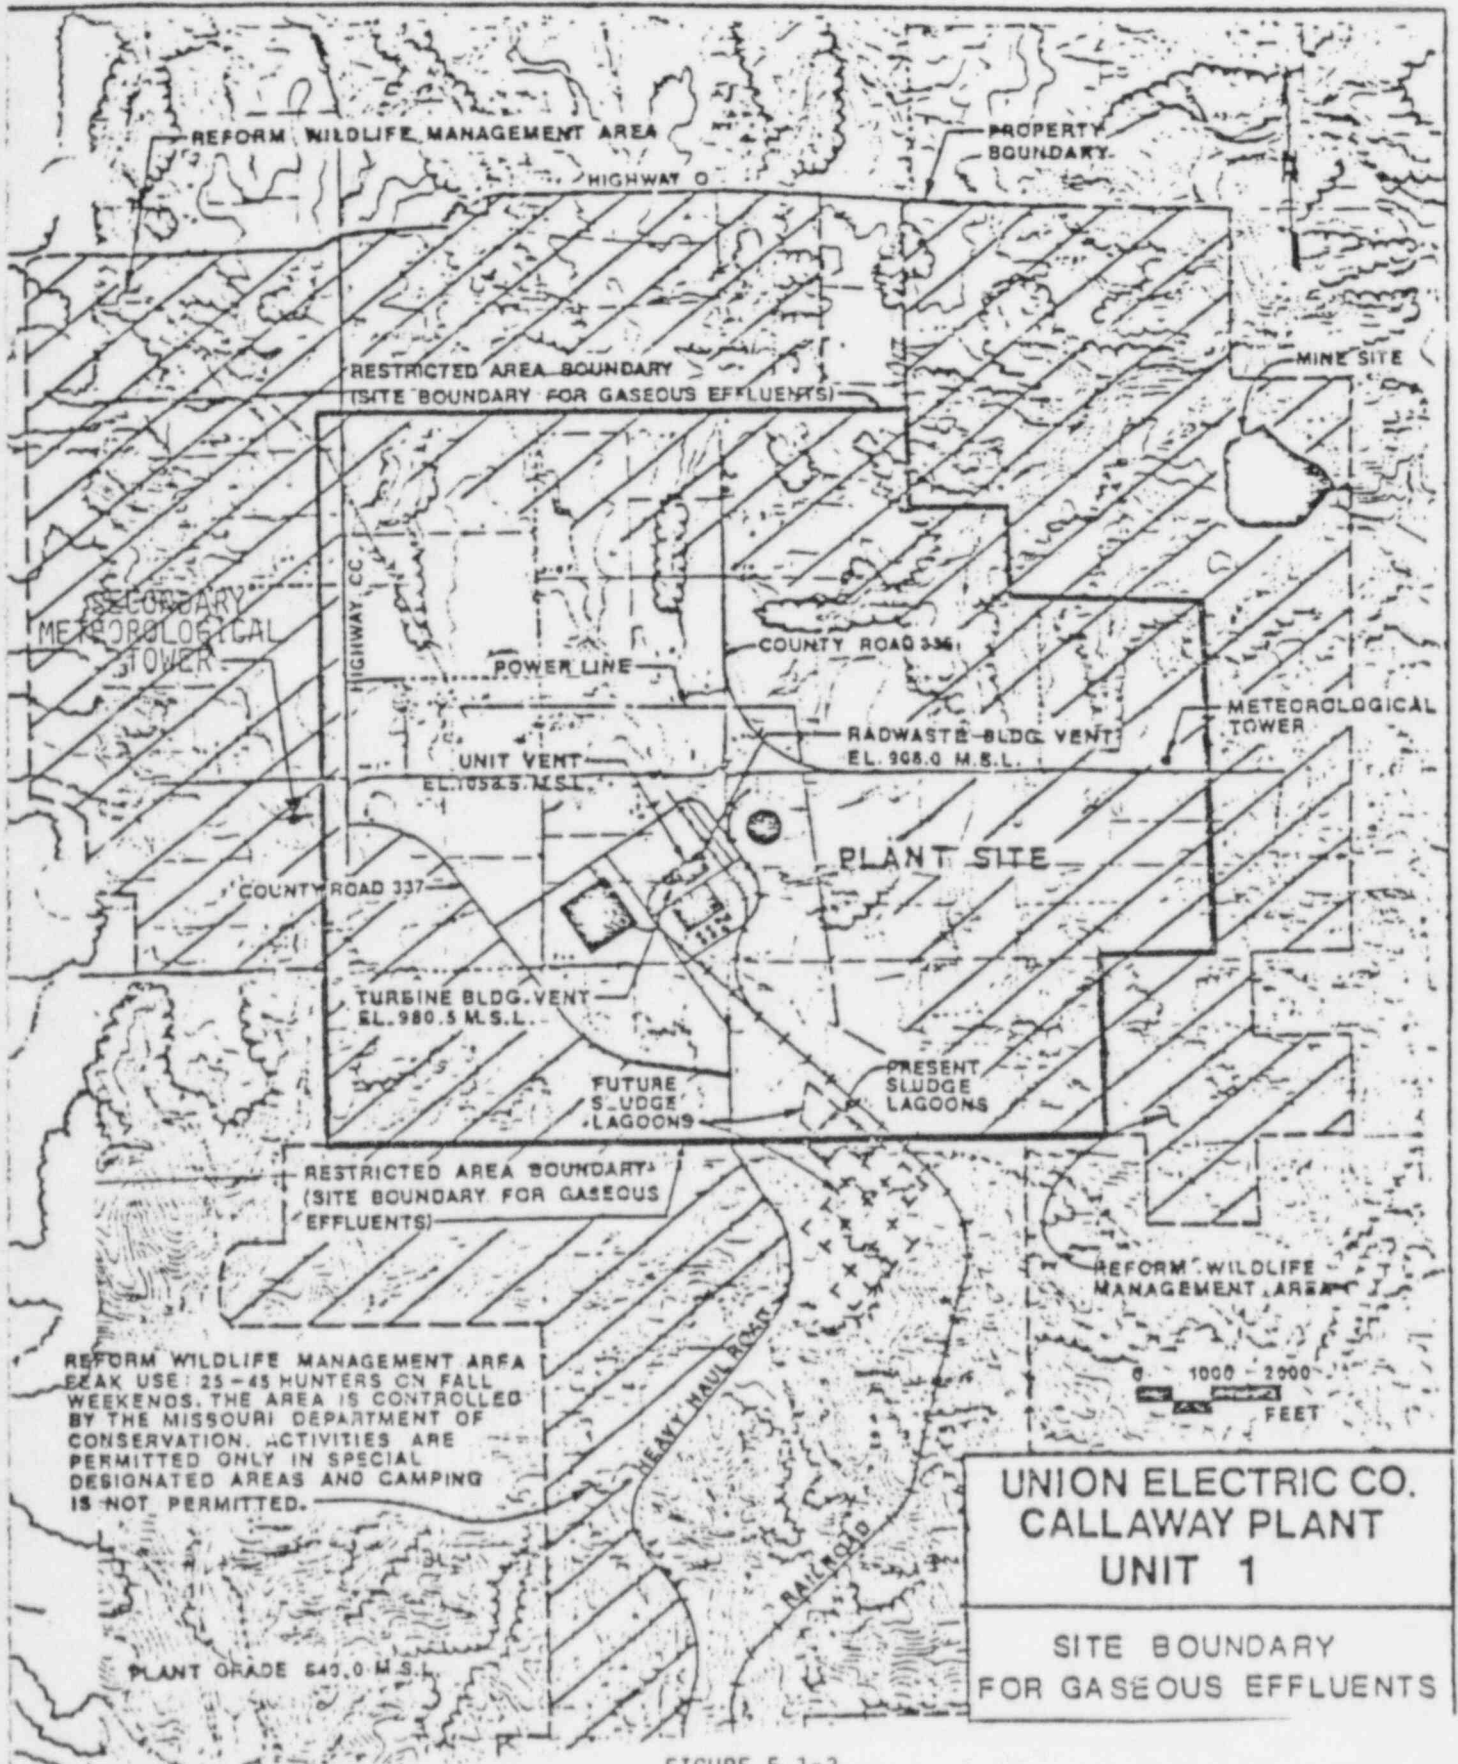 REFORM WILDLIFE MANAGEMENT AREA
PROPERTY
BOUNDARY
HIGHWAY O
MINE SITE
RESTRICTED AREA BOUNDARY
(SITE BOUNDARY FOR GASEOUS EFFLUENTS)
HIGHWAY CC
SECONDARY
METEOROLOGICAL
TOWER
COUNTY ROAD
POWER LINE
METEOROLOGICAL
TOWER
RADWASTE BLDG. VENT
EL. 908.0 M.S.L.
UNIT VENT
EL. 1058.5 M.S.L.
PLANT SITE
COUNTY ROAD 337
TURBINE BLDG. VENT
EL. 980.5 M.S.L.
FUTURE
SLUDGE
LAGOONS
PRESENT
SLUDGE
LAGOONS
RESTRICTED AREA BOUNDARY
(SITE BOUNDARY FOR GASEOUS
EFFLUENTS)
REFORM WILDLIFE
MANAGEMENT AREA
REFORM WILDLIFE MANAGEMENT AREA
PEAK USE: 25-45 HUNTERS ON FALL
WEEKENDS. THE AREA IS CONTROLLED
BY THE MISSOURI DEPARTMENT OF
CONSERVATION. ACTIVITIES ARE
PERMITTED ONLY IN SPECIAL
DESIGNATED AREAS AND CAMPING
IS NOT PERMITTED.
HEAVY HAUL ROAD
RAILROAD
0 1000 2000
FEET
PLANT GRADE M.S.L.
UNION ELECTRIC CO.
CALLAWAY PLANT
UNIT 1
SITE BOUNDARY
FOR GASEOUS EFFLUENTS
FIGURE